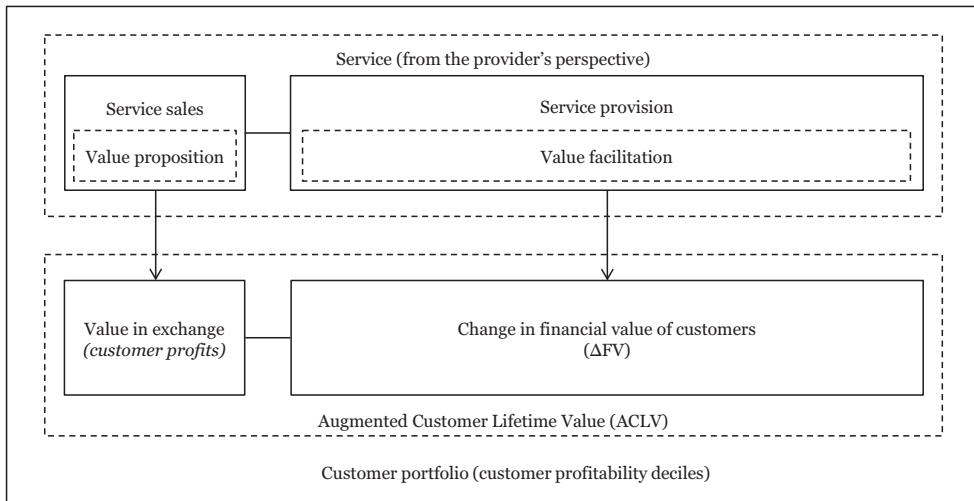 Service (from the provider's perspective)
Service sales
Service provision
Value proposition
Value facilitation
Value in exchange
(customer profits)
Change in financial value of customers
(ΔFV)
Augmented Customer Lifetime Value (ACLV)
Customer portfolio (customer profitability deciles)